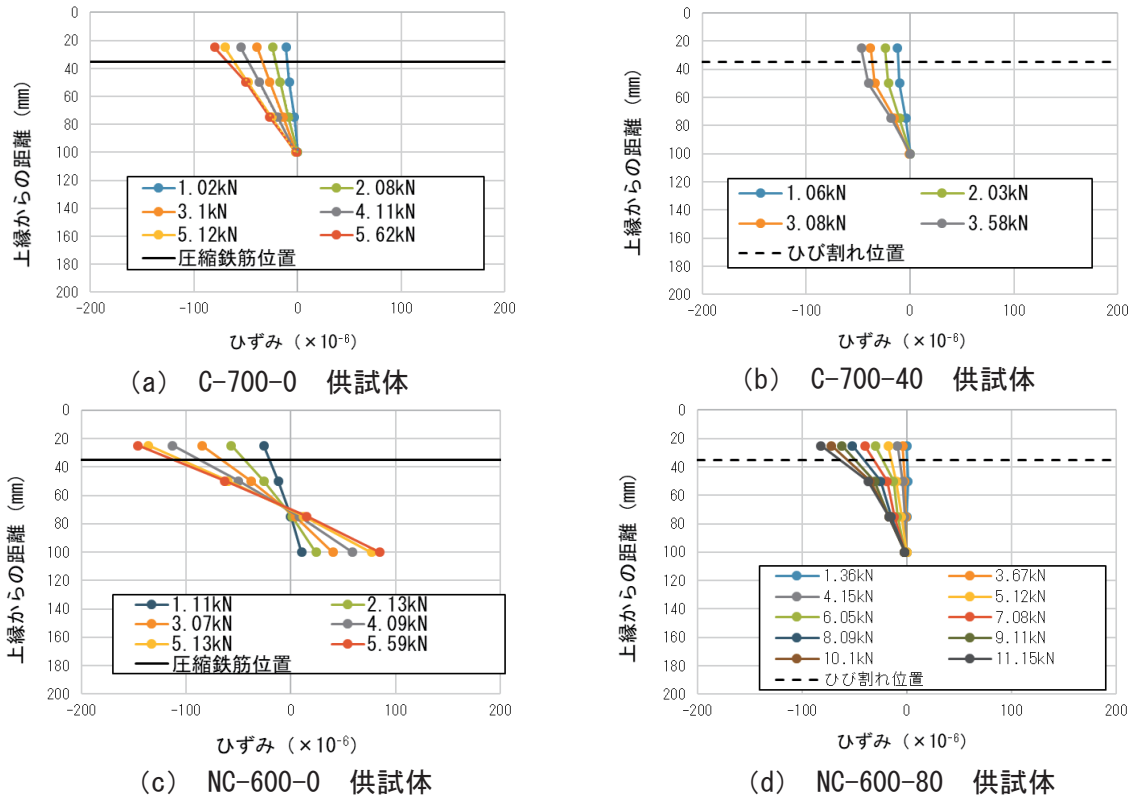 0
20
40
60
80
100
120
140
160
180
200
上縁からの距離 (mm)
1.02kN 2.08kN
3.1kN 4.11kN
5.12kN 5.62kN
圧縮鉄筋位置
-200 -100 0 100 200
ひずみ (×10⁻⁶)
(a) C-700-0 供試体
0
20
40
60
80
100
120
140
160
180
200
上縁からの距離 (mm)
1.06kN 2.03kN
3.08kN 3.58kN
ひび割れ位置
-200 -100 0 100 200
ひずみ (×10⁻⁶)
(b) C-700-40 供試体
0
20
40
60
80
100
120
140
160
180
200
上縁からの距離 (mm)
1.11kN 2.13kN
3.07kN 4.09kN
5.13kN 5.59kN
圧縮鉄筋位置
-200 -100 0 100 200
ひずみ (×10⁻⁶)
(c) NC-600-0 供試体
0
20
40
60
80
100
120
140
160
180
200
上縁からの距離 (mm)
1.36kN 3.67kN
4.15kN 5.12kN
6.05kN 7.08kN
8.09kN 9.11kN
10.1kN 11.15kN
ひび割れ位置
-200 -100 0 100 200
ひずみ (×10⁻⁶)
(d) NC-600-80 供試体